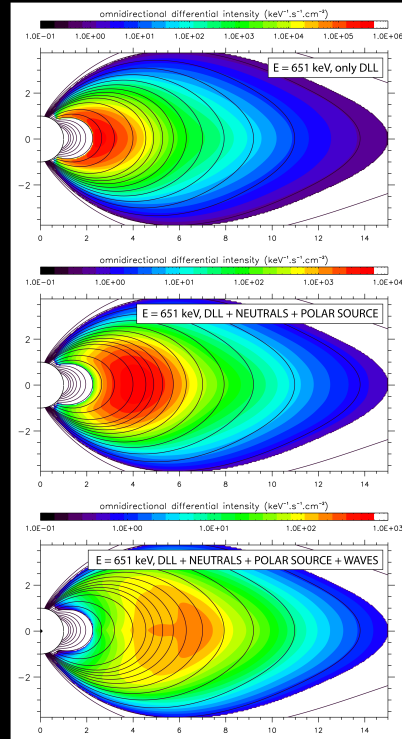 omnidirectional differential intensity (keV⁻¹.s⁻¹.cm⁻²)
1.0E−01 1.0E+00 1.0E+01 1.0E+02 1.0E+03 1.0E+04 1.0E+05 1.0E+06
E = 651 keV, only DLL
2
0
−2
0 2 4 6 8 10 12 14
omnidirectional differential intensity (keV⁻¹.s⁻¹.cm⁻²)
1.0E−01 1.0E+00 1.0E+01 1.0E+02 1.0E+03 1.0E+04
E = 651 keV, DLL + NEUTRALS + POLAR SOURCE
2
0
−2
0 2 4 6 8 10 12 14
omnidirectional differential intensity (keV⁻¹.s⁻¹.cm⁻²)
1.0E−01 1.0E+00 1.0E+01 1.0E+02 1.0E+03
E = 651 keV, DLL + NEUTRALS + POLAR SOURCE + WAVES
2
0
−2
0 2 4 6 8 10 12 14